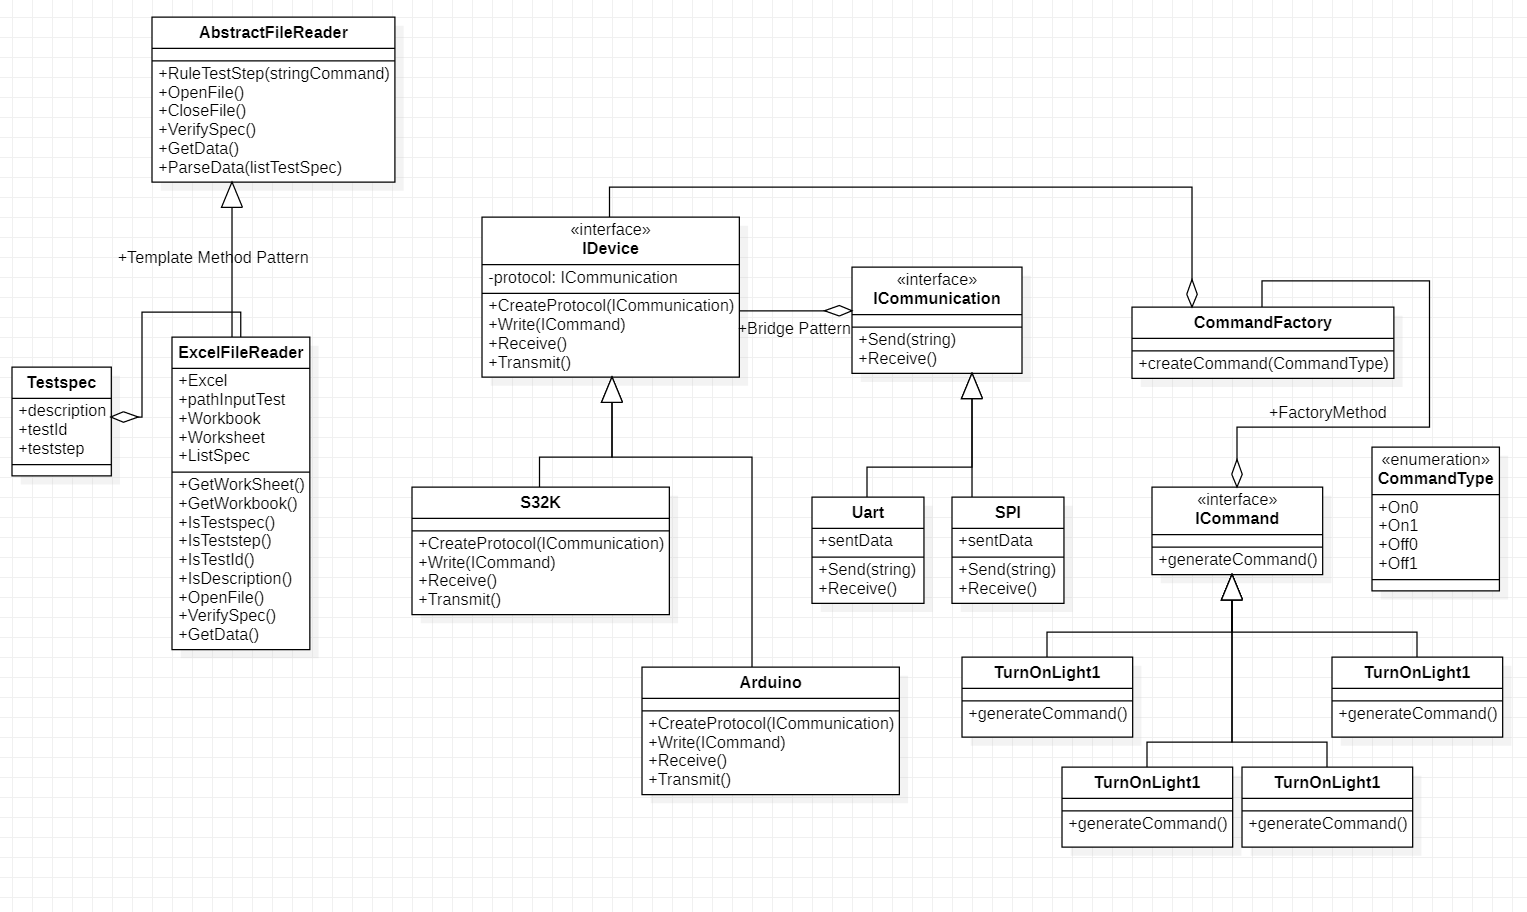 AbstractFileReader
+RuleTestStep(stringCommand)
+OpenFile()
+CloseFile()
+VerifySpec()
+GetData()
+ParseData(listTestSpec)
+Template Method Pattern
Testspec
+description
+testId
+teststep
ExcelFileReader
+Excel
+pathInputTest
+Workbook
+Worksheet
+ListSpec
+GetWorkSheet()
+GetWorkbook()
+IsTestspec()
+IsTeststep()
+IsTestId()
+IsDescription()
+OpenFile()
+VerifySpec()
+GetData()
«interface»
IDevice
-protocol: ICommunication
+CreateProtocol(ICommunication)
+Write(ICommand)
+Receive()
+Transmit()
+Bridge Pattern
«interface»
ICommunication
+Send(string)
+Receive()
CommandFactory
+createCommand(CommandType)
+FactoryMethod
S32K
+CreateProtocol(ICommunication)
+Write(ICommand)
+Receive()
+Transmit()
Arduino
+CreateProtocol(ICommunication)
+Write(ICommand)
+Receive()
+Transmit()
Uart
+sentData
+Send(string)
+Receive()
SPI
+sentData
+Send(string)
+Receive()
«interface»
ICommand
+generateCommand()
«enumeration»
CommandType
+On0
+On1
+Off0
+Off1
TurnOnLight1
+generateCommand()
TurnOnLight1
+generateCommand()
TurnOnLight1
+generateCommand()
TurnOnLight1
+generateCommand()